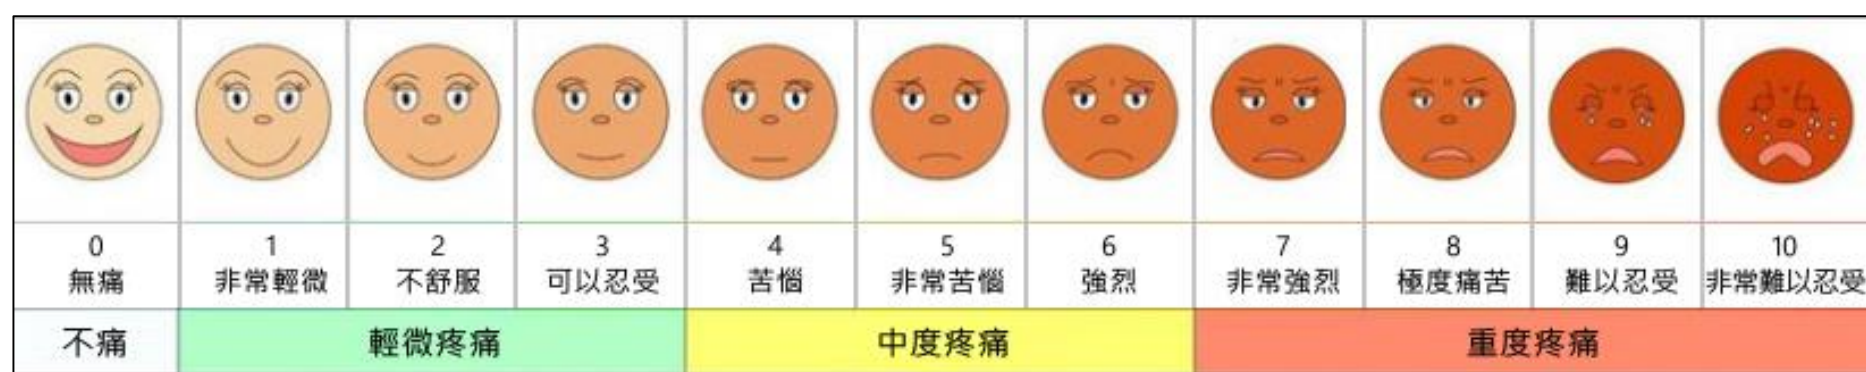 0 1 2 3 4 5 6 7 8 9 10
無痛 非常輕微 不舒服 可以忍受 苦惱 非常苦惱 強烈 非常強烈 極度痛苦 難以忍受 非常難以忍受
不痛 輕微疼痛 中度疼痛 重度疼痛